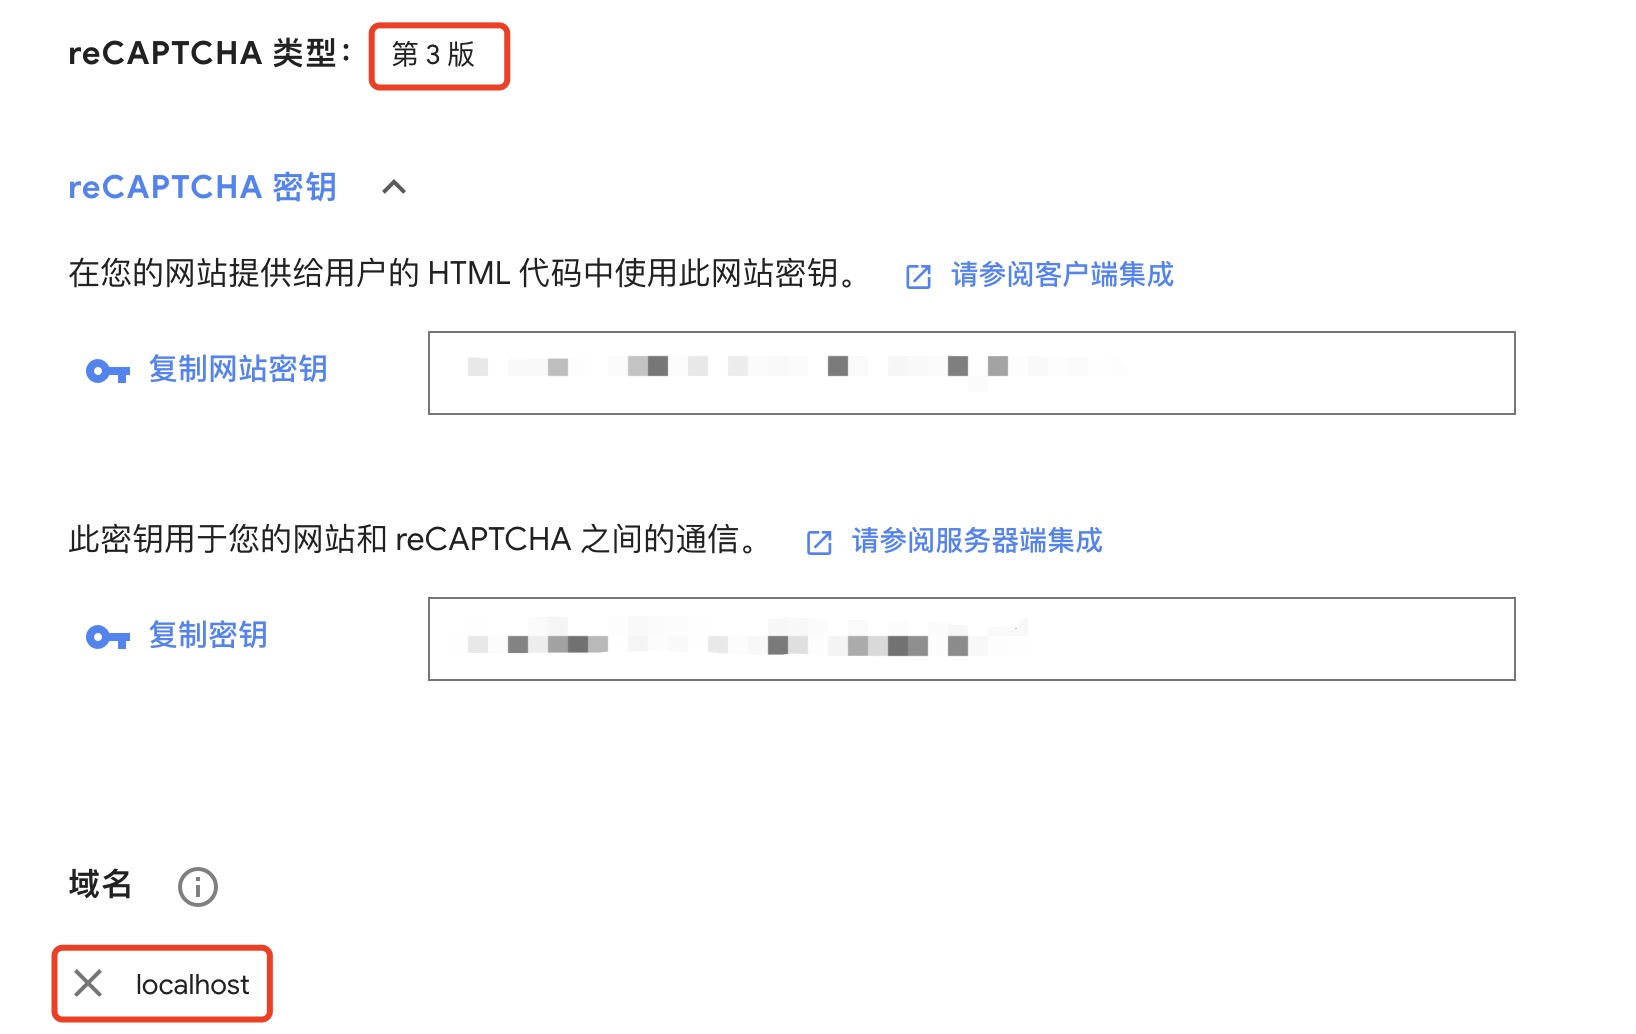 reCAPTCHA 类型：第 3 版
reCAPTCHA 密钥
在您的网站提供给用户的 HTML 代码中使用此网站密钥。 请参阅客户端集成
复制网站密钥
此密钥用于您的网站和 reCAPTCHA 之间的通信。 请参阅服务器端集成
复制密钥
域名
localhost